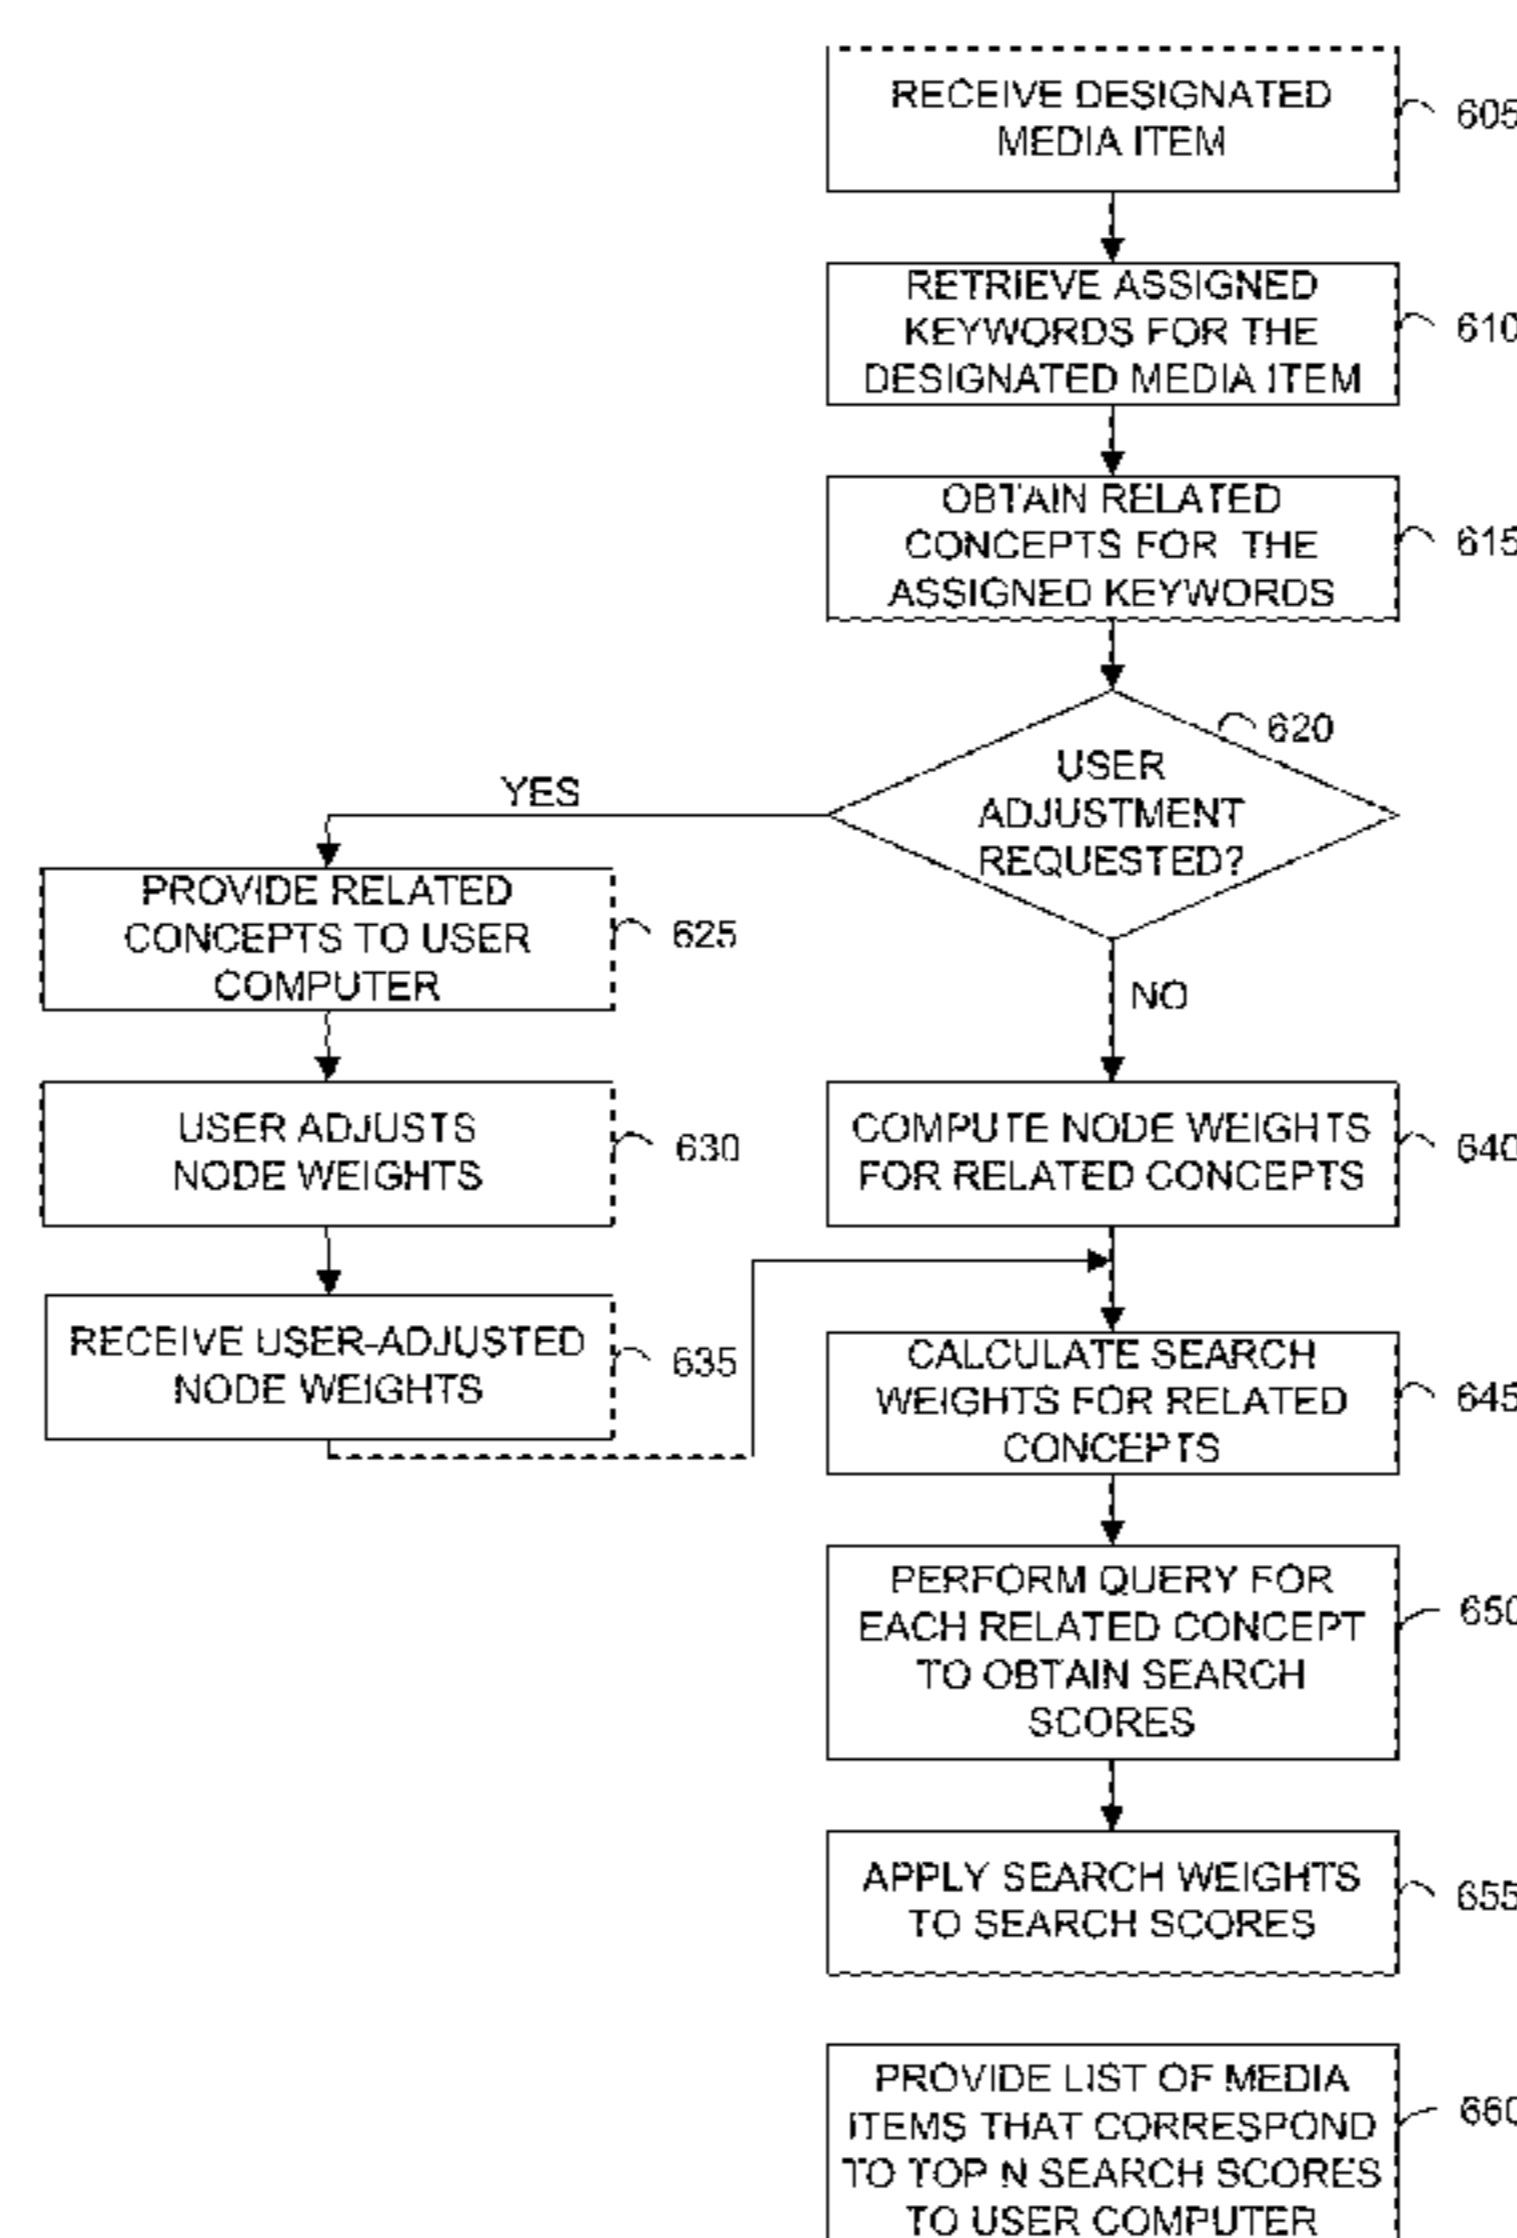 RECEIVE DESIGNATED
MEDIA ITEM
605
RETRIEVE ASSIGNED
KEYWORDS FOR THE
DESIGNATED MEDIA ITEM
610
OBTAIN RELATED
CONCEPTS FOR THE
ASSIGNED KEYWORDS
615
620
USER
ADJUSTMENT
REQUESTED?
YES
NO
PROVIDE RELATED
CONCEPTS TO USER
COMPUTER
625
USER ADJUSTS
NODE WEIGHTS
630
RECEIVE USER-ADJUSTED
NODE WEIGHTS
635
COMPUTE NODE WEIGHTS
FOR RELATED CONCEPTS
640
CALCULATE SEARCH
WEIGHTS FOR RELATED
CONCEPTS
645
PERFORM QUERY FOR
EACH RELATED CONCEPT
TO OBTAIN SEARCH
SCORES
650
APPLY SEARCH WEIGHTS
TO SEARCH SCORES
655
PROVIDE LIST OF MEDIA
ITEMS THAT CORRESPOND
TO TOP N SEARCH SCORES
TO USER COMPUTER
660